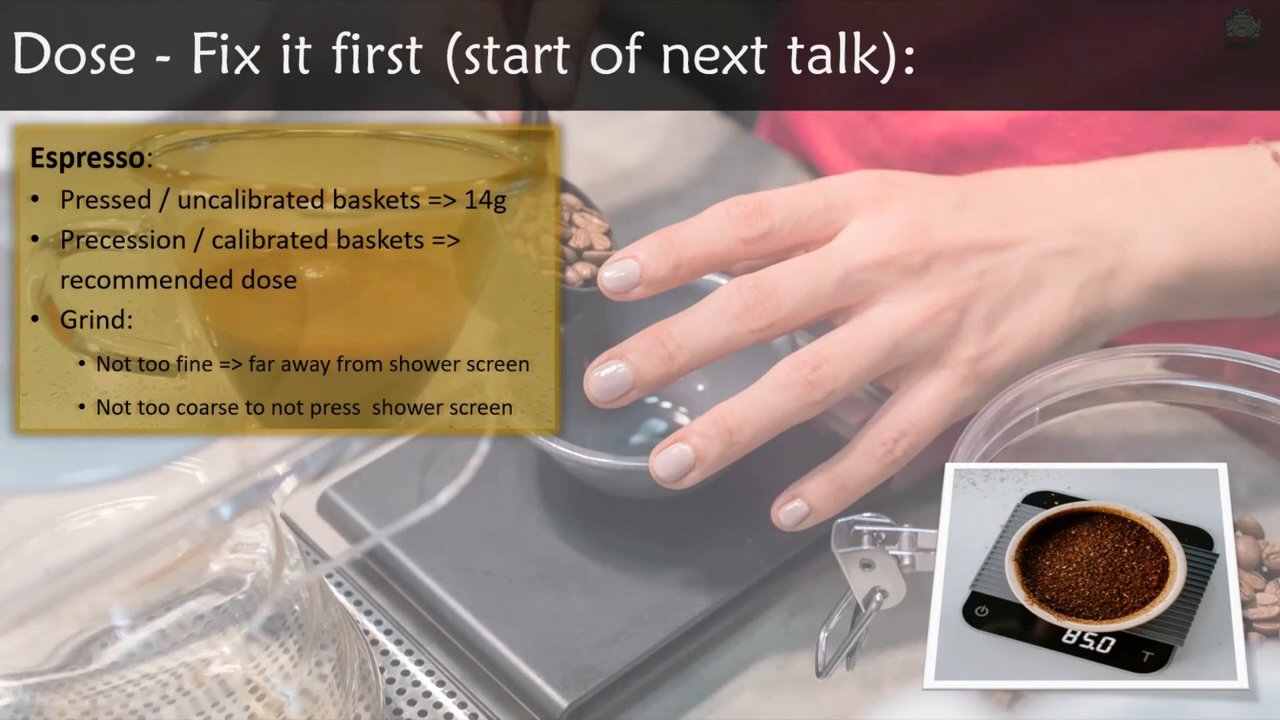 Dose - Fix it first (start of next talk):
Espresso:
• Pressed / uncalibrated baskets => 14g
• Precession / calibrated baskets =>
recommended dose
• Grind:
• Not too fine => far away from shower screen
• Not too coarse to not press  shower screen
85.0
T